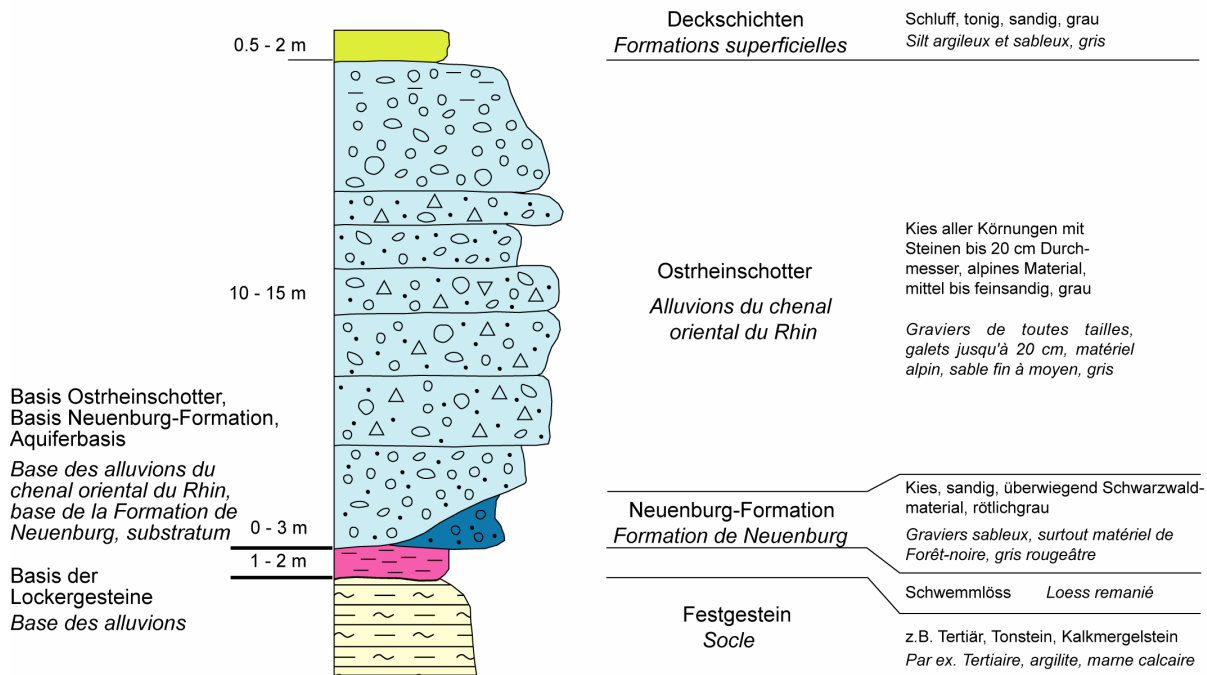 Deckschichten
Formations superficielles
Schluff, tonig, sandig, grau
Silt argileux et sableux, gris
0.5 - 2 m
10 - 15 m
Ostrheinschotter
Alluvions du chenal
oriental du Rhin
Kies aller Körnungen mit
Steinen bis 20 cm Durch-
messer, alpines Material,
mittel bis feinsandig, grau
Graviers de toutes tailles,
galets jusqu'à 20 cm, matériel
alpin, sable fin à moyen, gris
Basis Ostrheinschotter,
Basis Neuenburg-Formation,
Aquiferbasis
Base des alluvions du
chenal oriental du Rhin,
base de la Formation de
Neuenburg, substratum
0 - 3 m
1 - 2 m
Neuenburg-Formation
Formation de Neuenburg
Kies, sandig, überwiegend Schwarzwald-
material, rötlichgrau
Graviers sableux, surtout matériel de
Forêt-noire, gris rougeâtre
Schwemmlöss Loess remanié
Basis der
Lockergesteine
Base des alluvions
Festgestein
Socle
z.B. Tertiär, Tonstein, Kalkmergelstein
Par ex. Tertiaire, argilite, marne calcaire